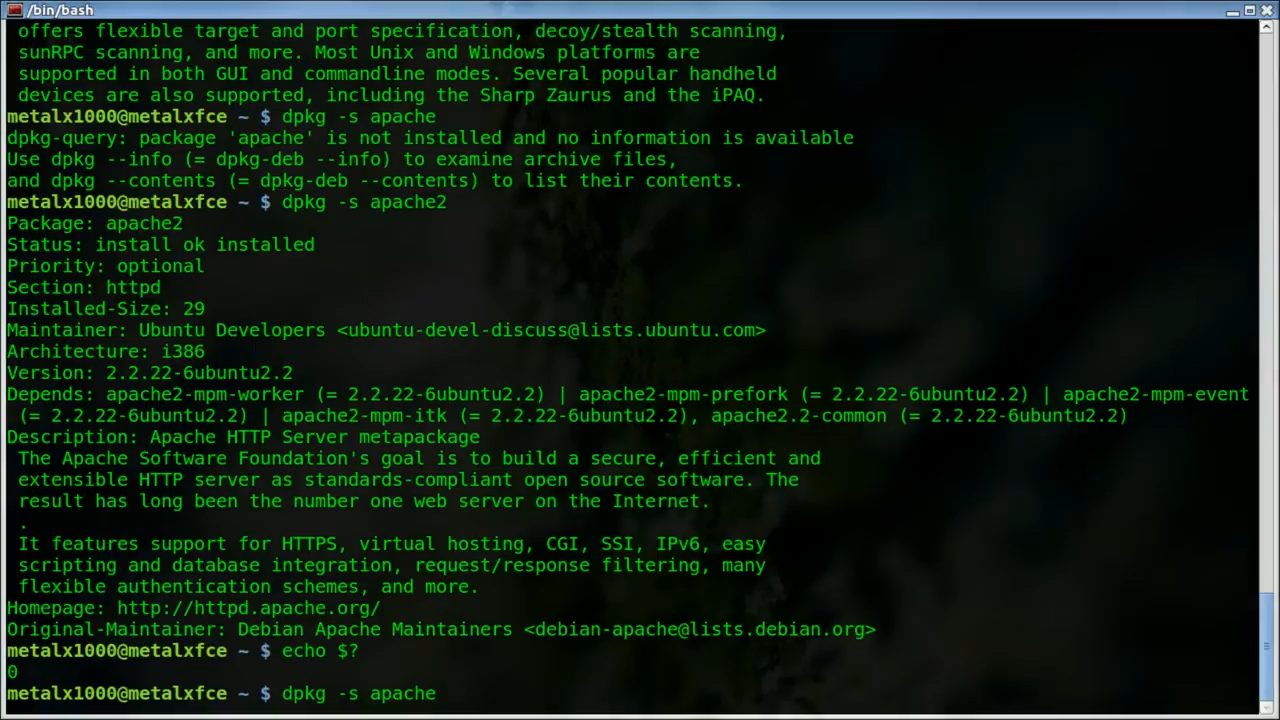 /bin/bash
offers flexible target and port specification, decoy/stealth scanning,
sunRPC scanning, and more. Most Unix and Windows platforms are
supported in both GUI and commandline modes. Several popular handheld
devices are also supported, including the Sharp Zaurus and the iPAQ.
metalx1000@metalxfce ~ $ dpkg -s apache
dpkg-query: package 'apache' is not installed and no information is available
Use dpkg --info (= dpkg-deb --info) to examine archive files,
and dpkg --contents (= dpkg-deb --contents) to list their contents.
metalx1000@metalxfce ~ $ dpkg -s apache2
Package: apache2
Status: install ok installed
Priority: optional
Section: httpd
Installed-Size: 29
Maintainer: Ubuntu Developers <ubuntu-devel-discuss@lists.ubuntu.com>
Architecture: i386
Version: 2.2.22-6ubuntu2.2
Depends: apache2-mpm-worker (= 2.2.22-6ubuntu2.2) | apache2-mpm-prefork (= 2.2.22-6ubuntu2.2) | apache2-mpm-event
(= 2.2.22-6ubuntu2.2) | apache2-mpm-itk (= 2.2.22-6ubuntu2.2), apache2.2-common (= 2.2.22-6ubuntu2.2)
Description: Apache HTTP Server metapackage
The Apache Software Foundation's goal is to build a secure, efficient and
extensible HTTP server as standards-compliant open source software. The
result has long been the number one web server on the Internet.
.
It features support for HTTPS, virtual hosting, CGI, SSI, IPv6, easy
scripting and database integration, request/response filtering, many
flexible authentication schemes, and more.
Homepage: http://httpd.apache.org/
Original-Maintainer: Debian Apache Maintainers <debian-apache@lists.debian.org>
metalx1000@metalxfce ~ $ echo $?
0
metalx1000@metalxfce ~ $ dpkg -s apache